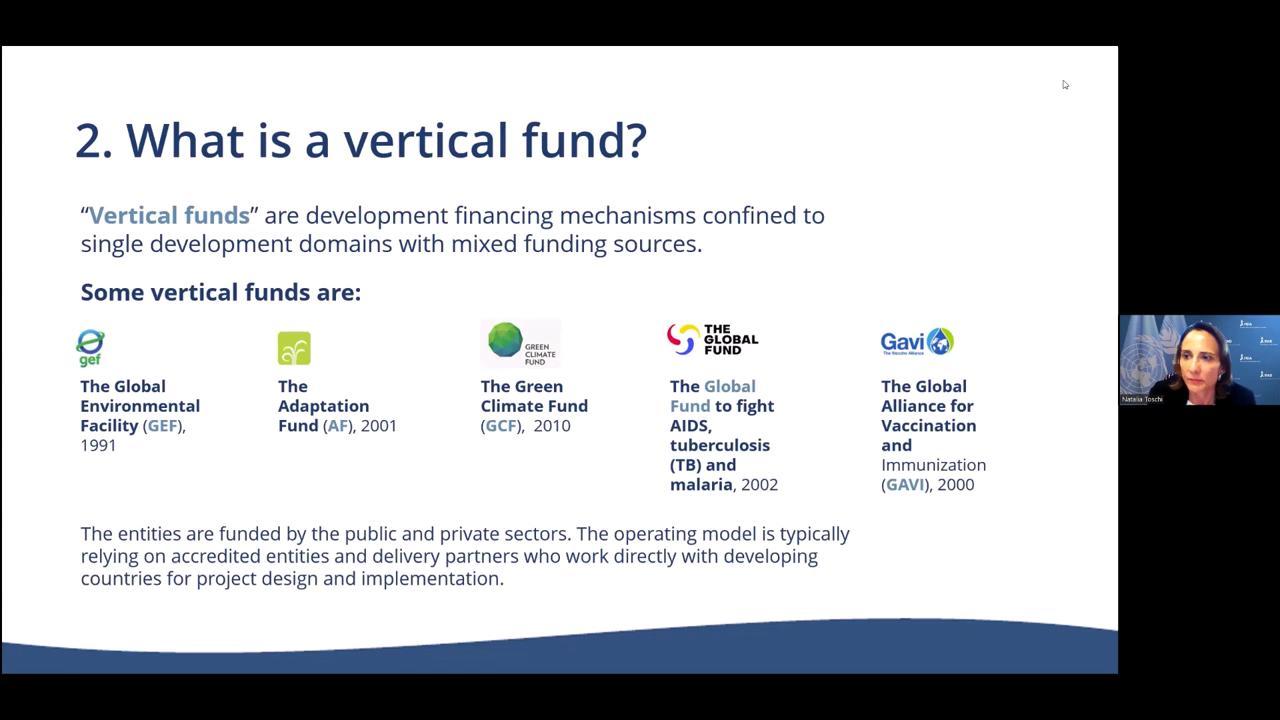 2. What is a vertical fund?
“Vertical funds” are development financing mechanisms confined to
single development domains with mixed funding sources.
Some vertical funds are:
gef
The Global
Environmental
Facility (GEF),
1991
The
Adaptation
Fund (AF), 2001
GREEN
CLIMATE
FUND
The Green
Climate Fund
(GCF), 2010
THE
GLOBAL
FUND
The Global
Fund to fight
AIDS,
tuberculosis
(TB) and
malaria, 2002
Gavi
The Vaccine Alliance
The Global
Alliance for
Vaccination
and
Immunization
(GAVI), 2000
The entities are funded by the public and private sectors. The operating model is typically
relying on accredited entities and delivery partners who work directly with developing
countries for project design and implementation.
Natalia Toschi